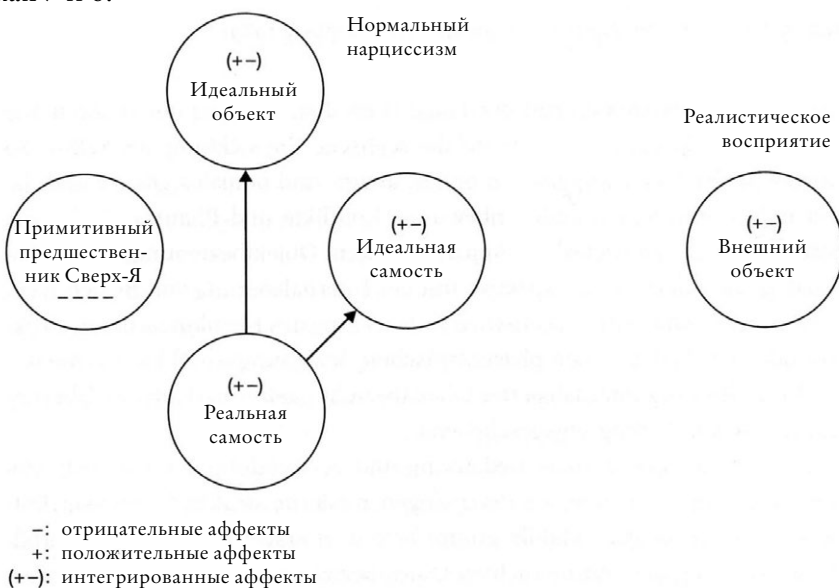 Нормальный
нарциссизм
(+−)
Идеальный
объект
Реалистическое
восприятие
Примитивный
предшествен-
ник Сверх-Я
− − − −
(+−)
Идеальная
самость
(+−)
Внешний
объект
(+−)
Реальная
самость
−: отрицательные аффекты
+: положительные аффекты
(+−): интегрированные аффекты